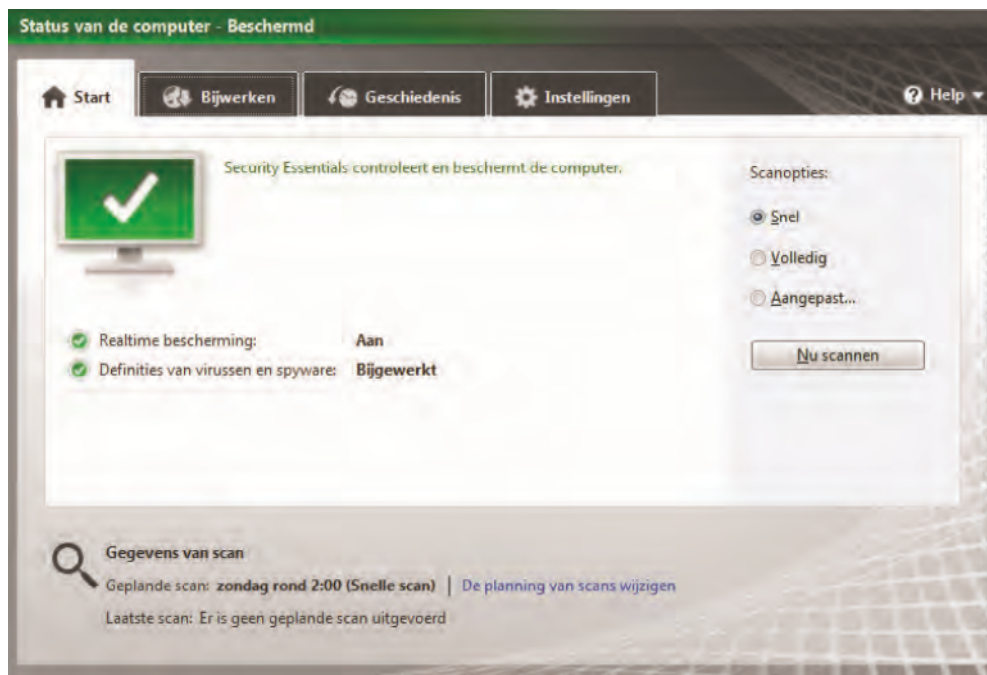 Status van de computer - Beschermd
Start
Bijwerken
Geschiedenis
Instellingen
Help
Security Essentials controleert en beschermt de computer.
Scanopties:
Snel
Volledig
Aangepast...
Nu scannen
Realtime bescherming: Aan
Definities van virussen en spyware: Bijgewerkt
Gegevens van scan
Geplande scan: zondag rond 2:00 (Snelle scan) | De planning van scans wijzigen
Laatste scan: Er is geen geplande scan uitgevoerd